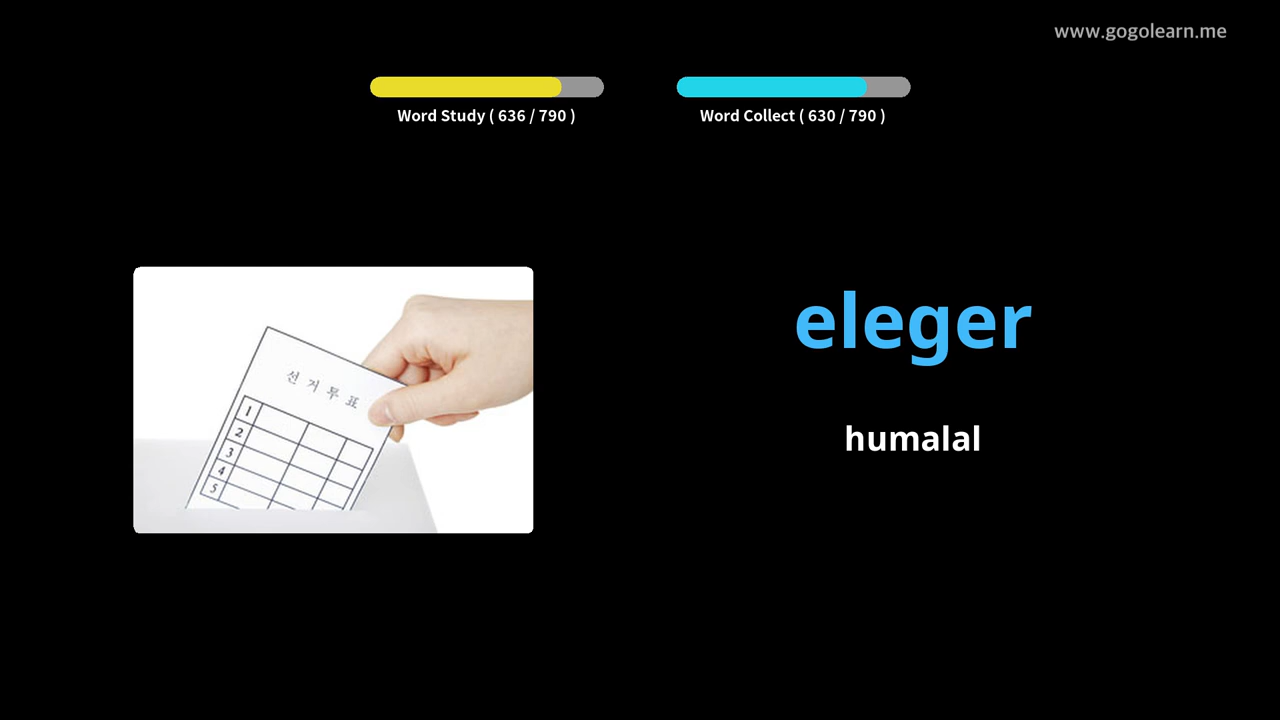 www.gogolearn.me
Word Study ( 636 / 790 )
Word Collect ( 630 / 790 )
선거투표
1
2
3
4
5
eleger
humalal